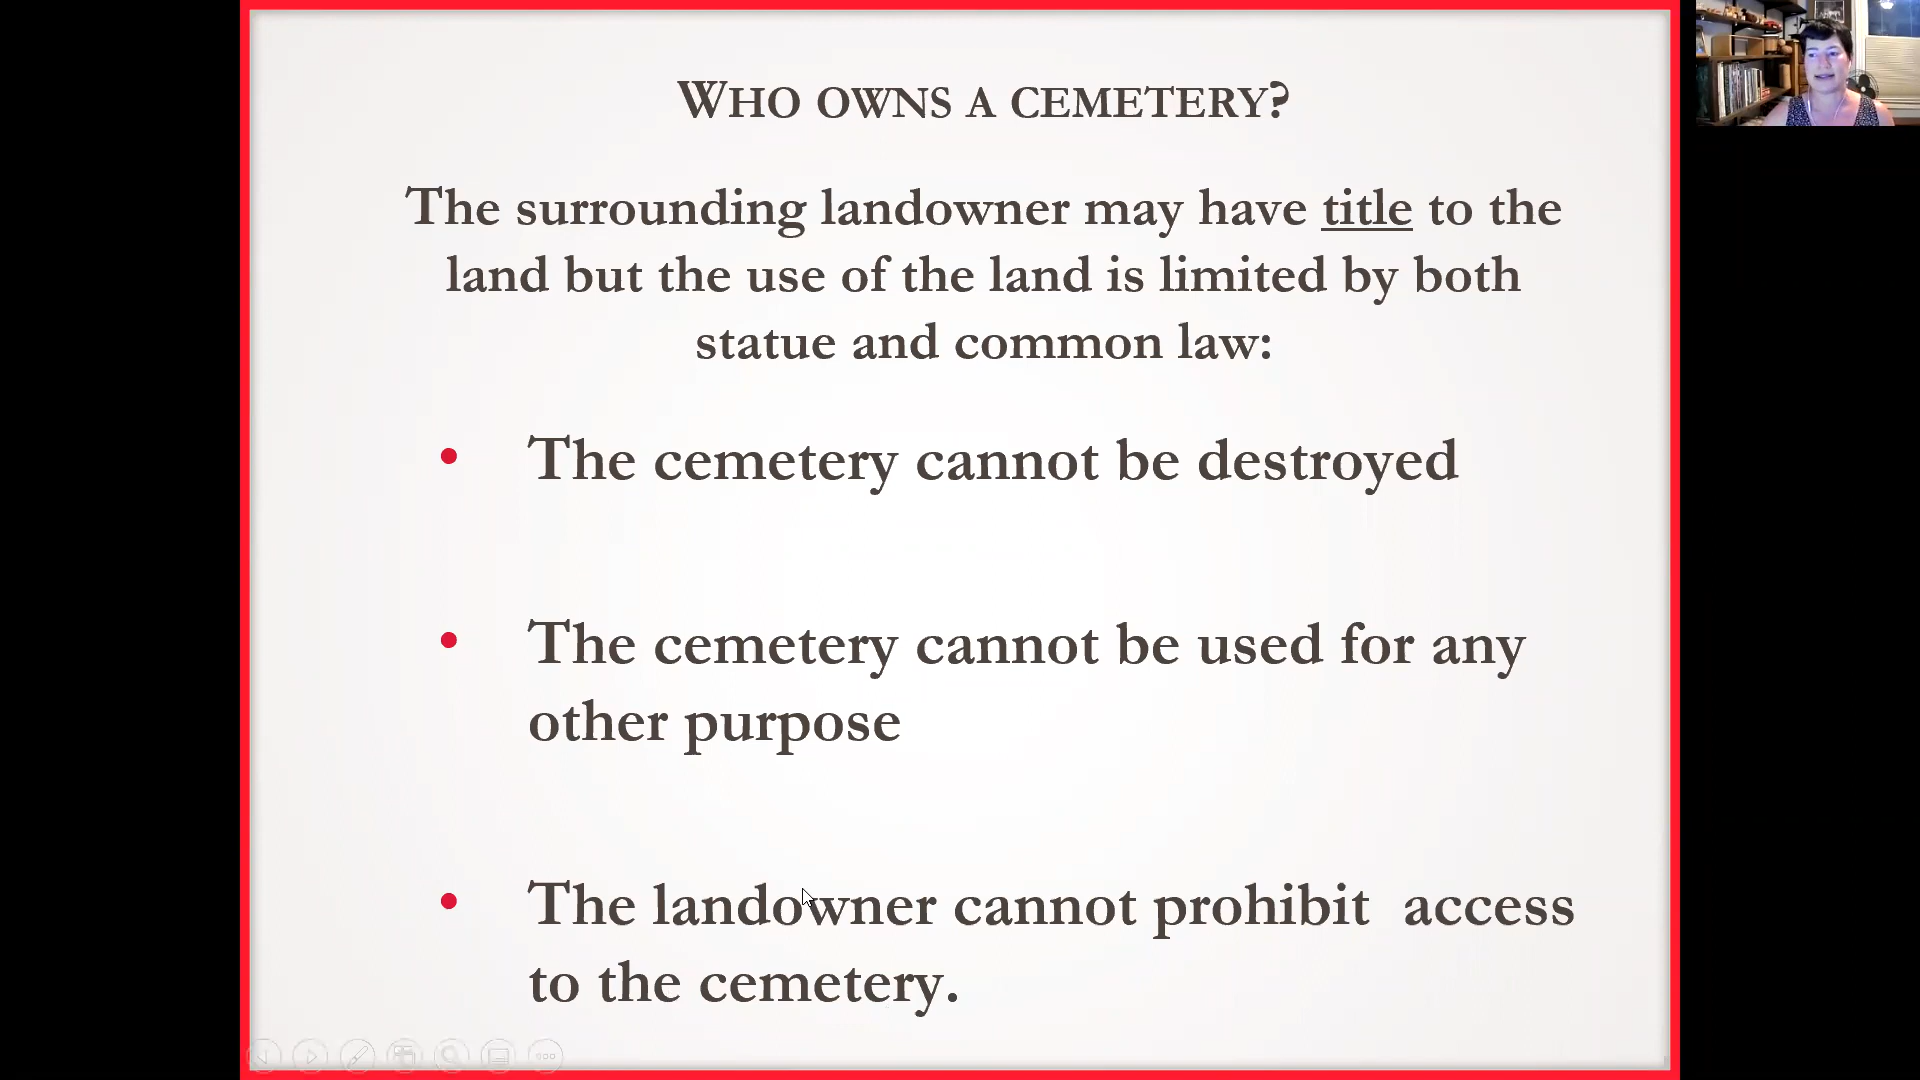 WHO OWNS A CEMETERY?
The surrounding landowner may have title to the
land but the use of the land is limited by both
statue and common law:
• The cemetery cannot be destroyed
• The cemetery cannot be used for any
other purpose
• The landowner cannot prohibit  access
to the cemetery.